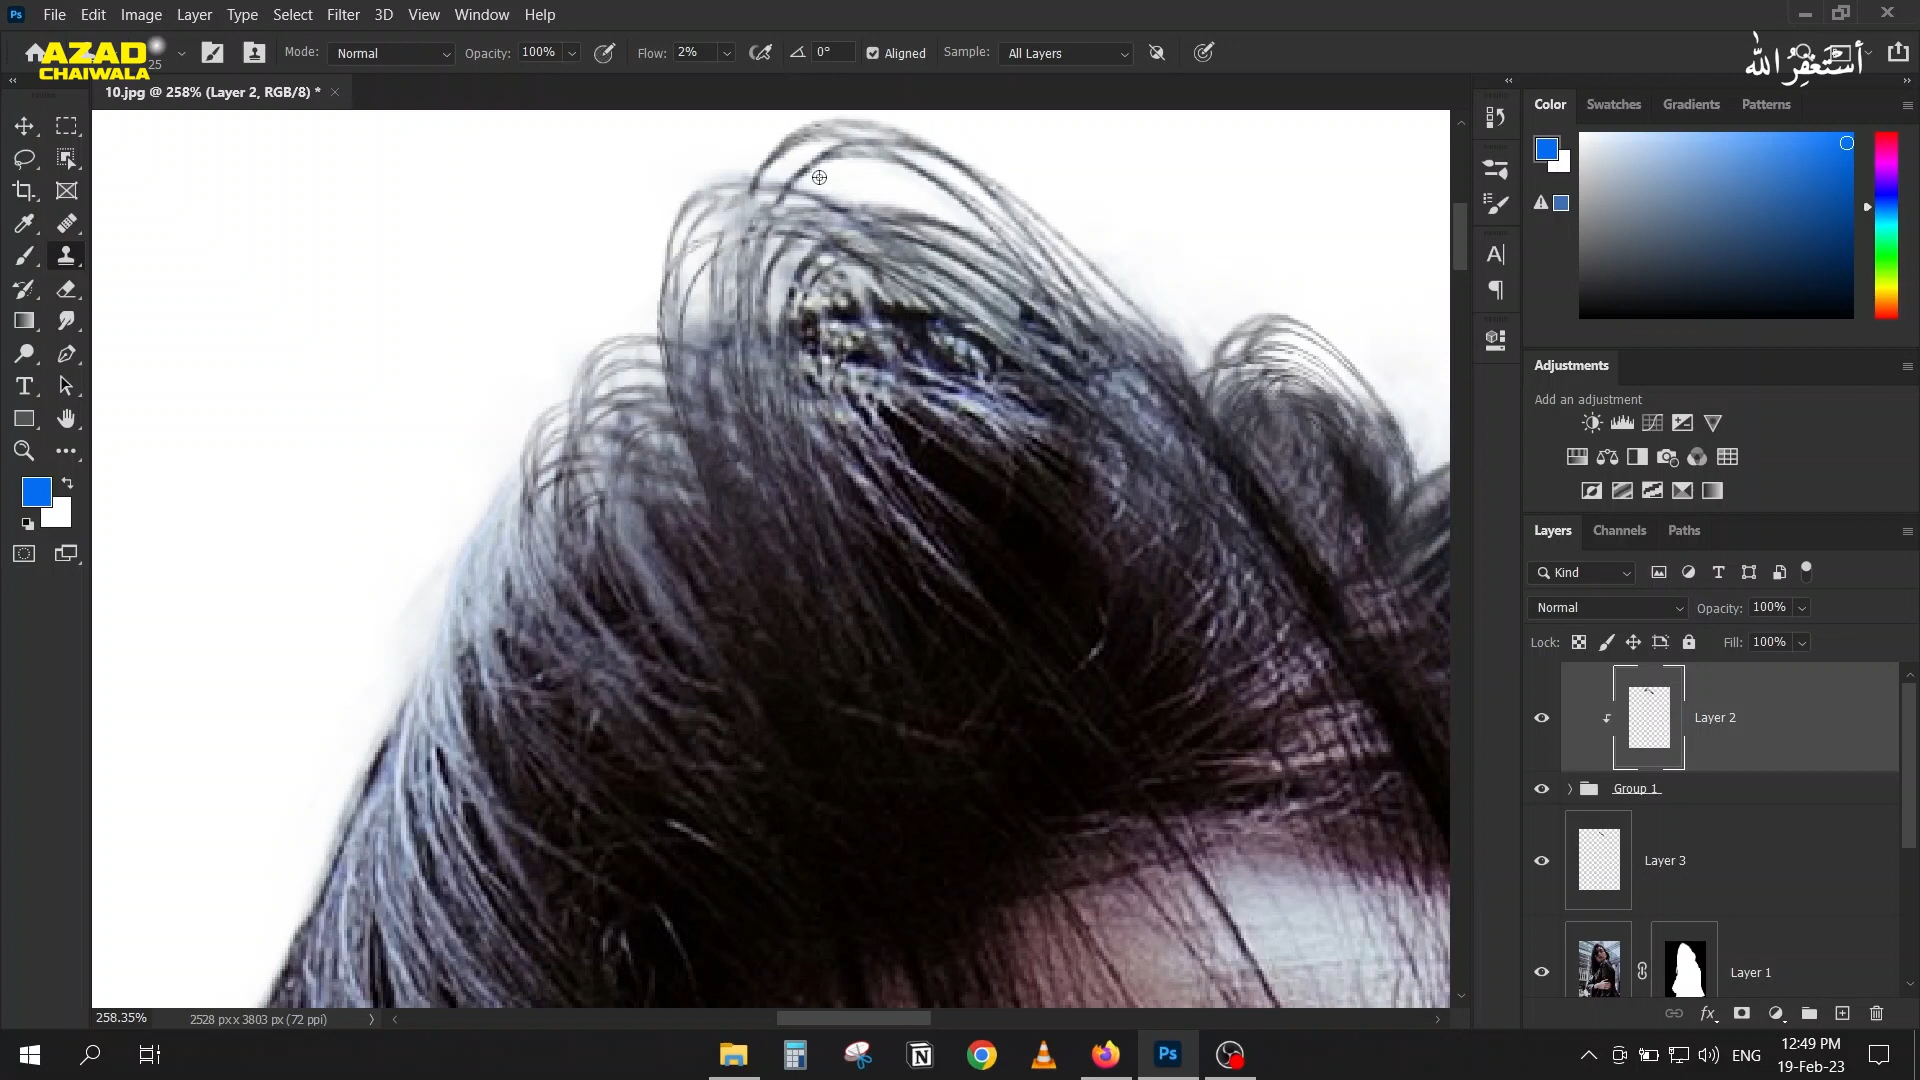 Ps File Edit Image Layer Type Select Filter 3D View Window Help
AZAD
CHAIWALA
25 Mode: Normal Opacity: 100% Flow: 2% 0° Aligned Sample: All Layers
أستغفر الله
10.jpg @ 258% (Layer 2, RGB/8) *
Color Swatches Gradients Patterns
Adjustments
Add an adjustment
Layers Channels Paths
Kind
Normal Opacity: 100%
Lock: Fill: 100%
Layer 2
Group 1
Layer 3
Layer 1
258.35% 2528 px x 3803 px (72 ppi)
Ps ENG 12:49 PM
19-Feb-23